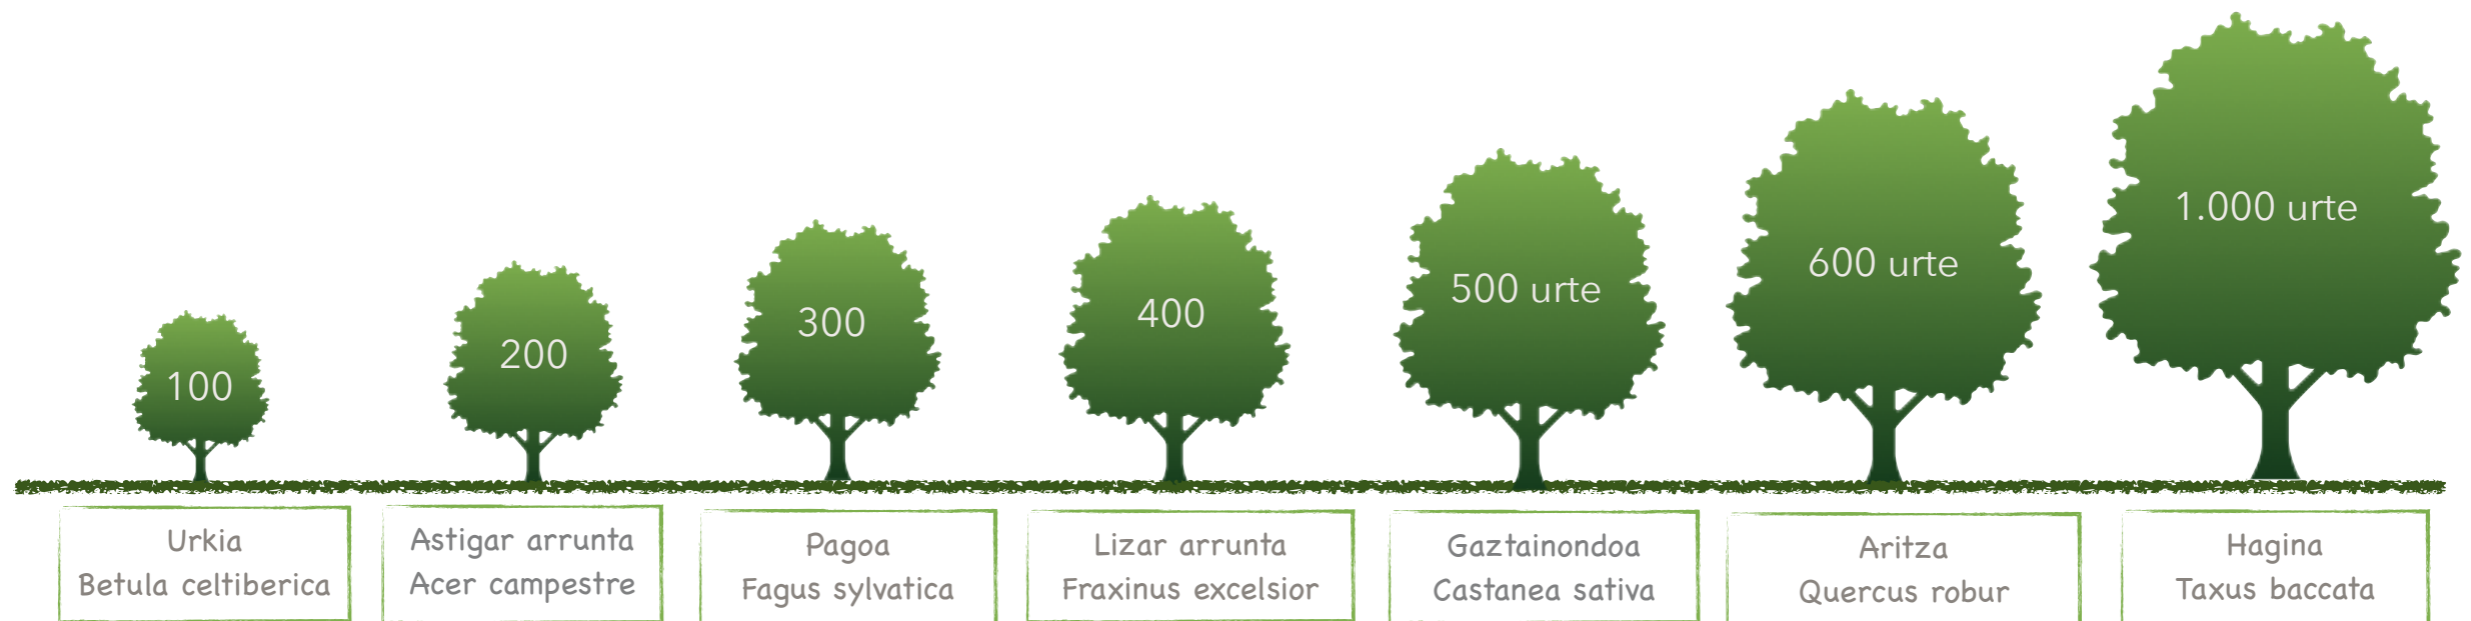 100
200
300
400
500 urte
600 urte
1.000 urte
Urkia
Betula celtiberica
Astigar arrunta
Acer campestre
Pagoa
Fagus sylvatica
Lizar arrunta
Fraxinus excelsior
Gaztainondoa
Castanea sativa
Aritza
Quercus robur
Hagina
Taxus baccata